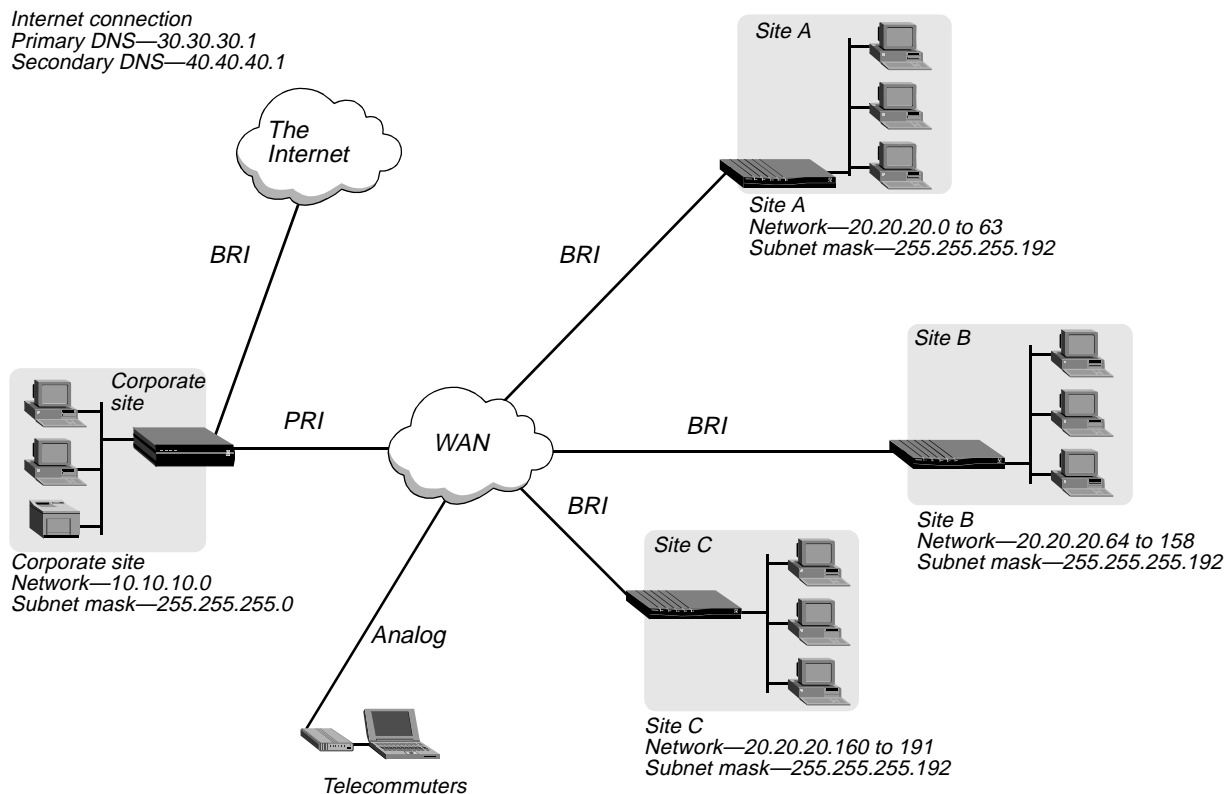 Internet connection
Primary DNS—30.30.30.1
Secondary DNS—40.40.40.1
The
Internet
BRI
Site A
Site A
Network—20.20.20.0 to 63
Subnet mask—255.255.255.192
BRI
Corporate
site
PRI
WAN
BRI
Site B
Site B
Network—20.20.20.64 to 158
Subnet mask—255.255.255.192
BRI
Site C
Corporate site
Network—10.10.10.0
Subnet mask—255.255.255.0
Analog
Site C
Network—20.20.20.160 to 191
Subnet mask—255.255.255.192
Telecommuters